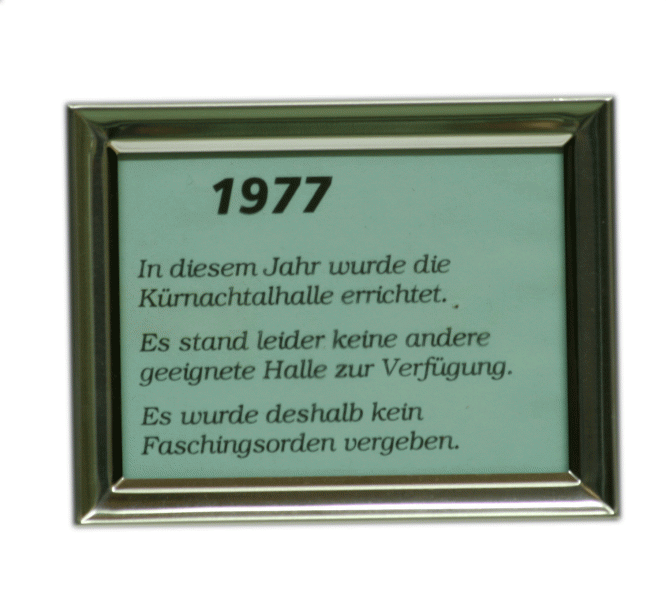 1977
In diesem Jahr wurde die
Kürnachtalhalle errichtet.
Es stand leider keine andere
geeignete Halle zur Verfügung.
Es wurde deshalb kein
Faschingsorden vergeben.